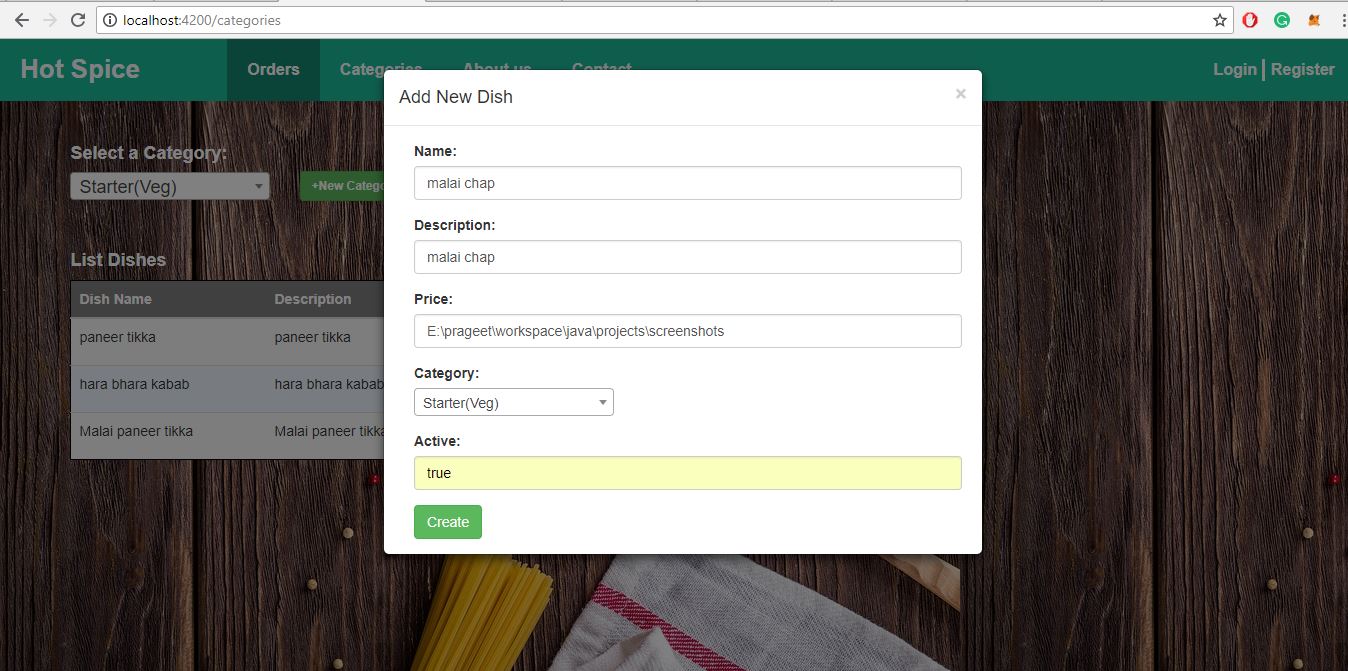 localhost:4200/categories
Hot Spice
Orders
Categories
About us
Contact
Login | Register
Add New Dish
×
Select a Category:
Starter(Veg)
+New Catego
List Dishes
Dish Name Description
paneer tikka paneer tikka
hara bhara kabab hara bhara kabab
Malai paneer tikka Malai paneer tikka
Name:
malai chap
Description:
malai chap
Price:
E:\prageet\workspace\java\projects\screenshots
Category:
Starter(Veg)
Active:
true
Create